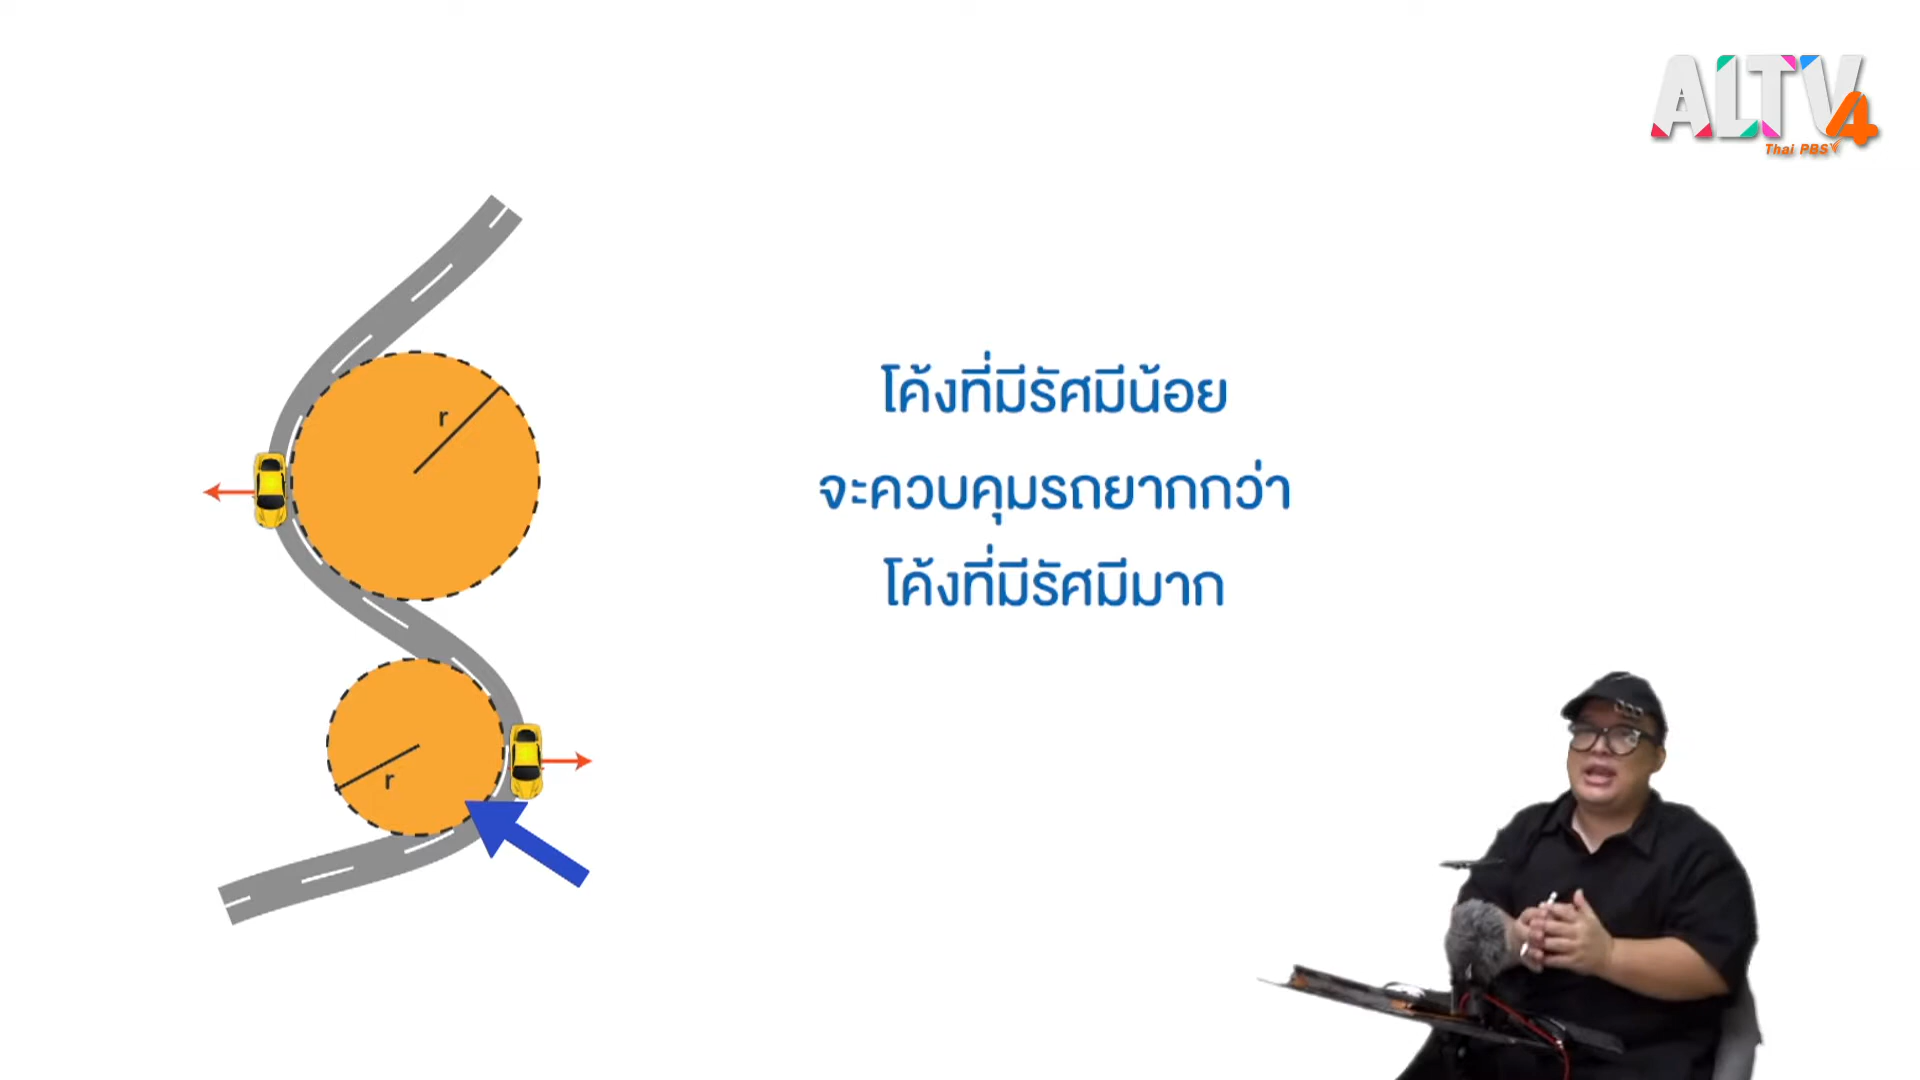 ALTV4
Thai PBS
r
โค้งที่มีรัศมีน้อย
จะควบคุมรถยากกว่า
โค้งที่มีรัศมีมาก
r